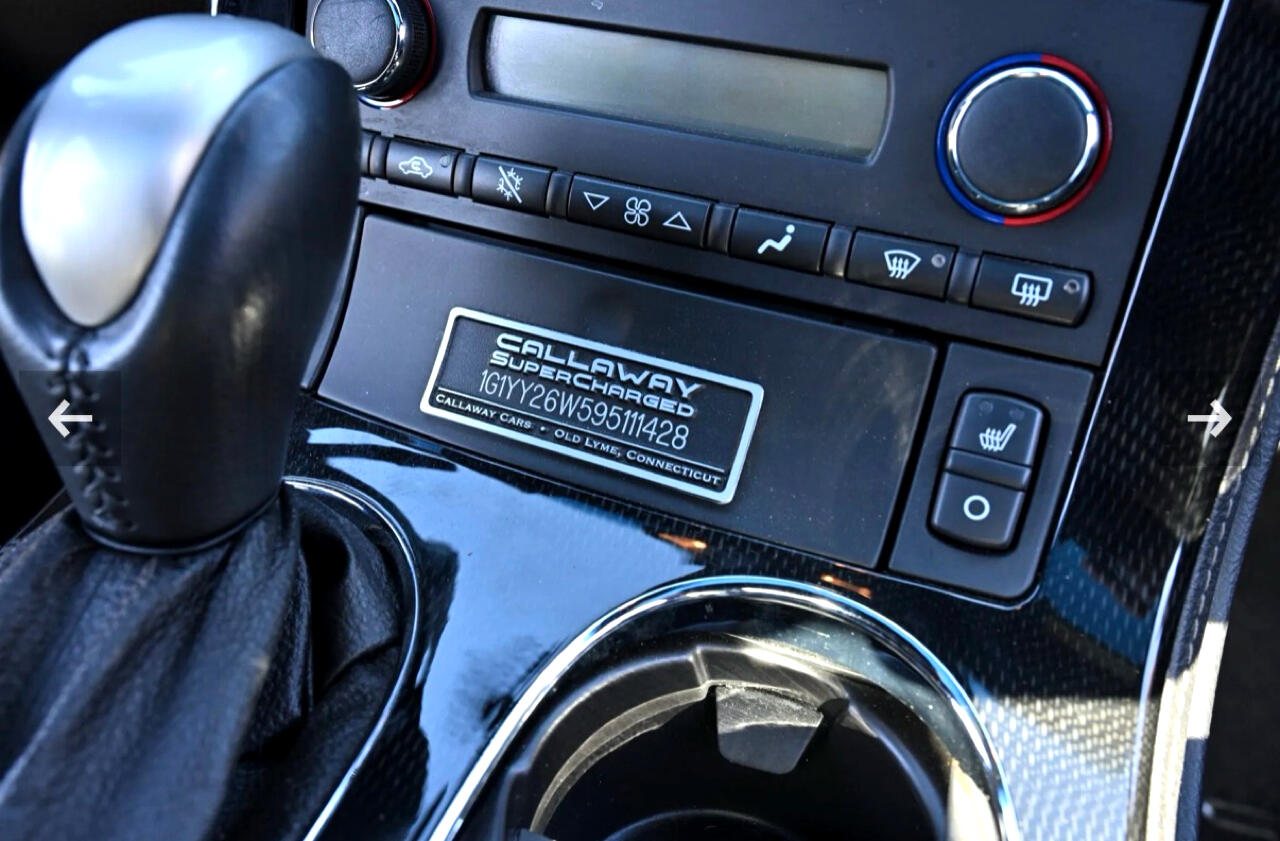 CALLAWAY
SUPERCHARGED
1G1YY26W595111428
CALLAWAY CARS • OLD LYME, CONNECTICUT